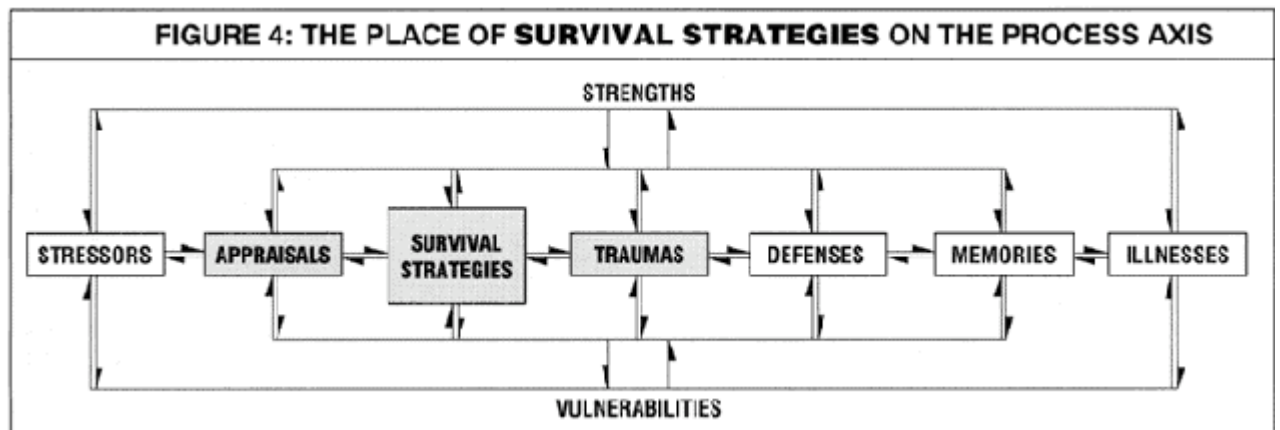 FIGURE 4: THE PLACE OF SURVIVAL STRATEGIES ON THE PROCESS AXIS
STRENGTHS
STRESSORS
APPRAISALS
SURVIVAL
STRATEGIES
TRAUMAS
DEFENSES
MEMORIES
ILLNESSES
VULNERABILITIES